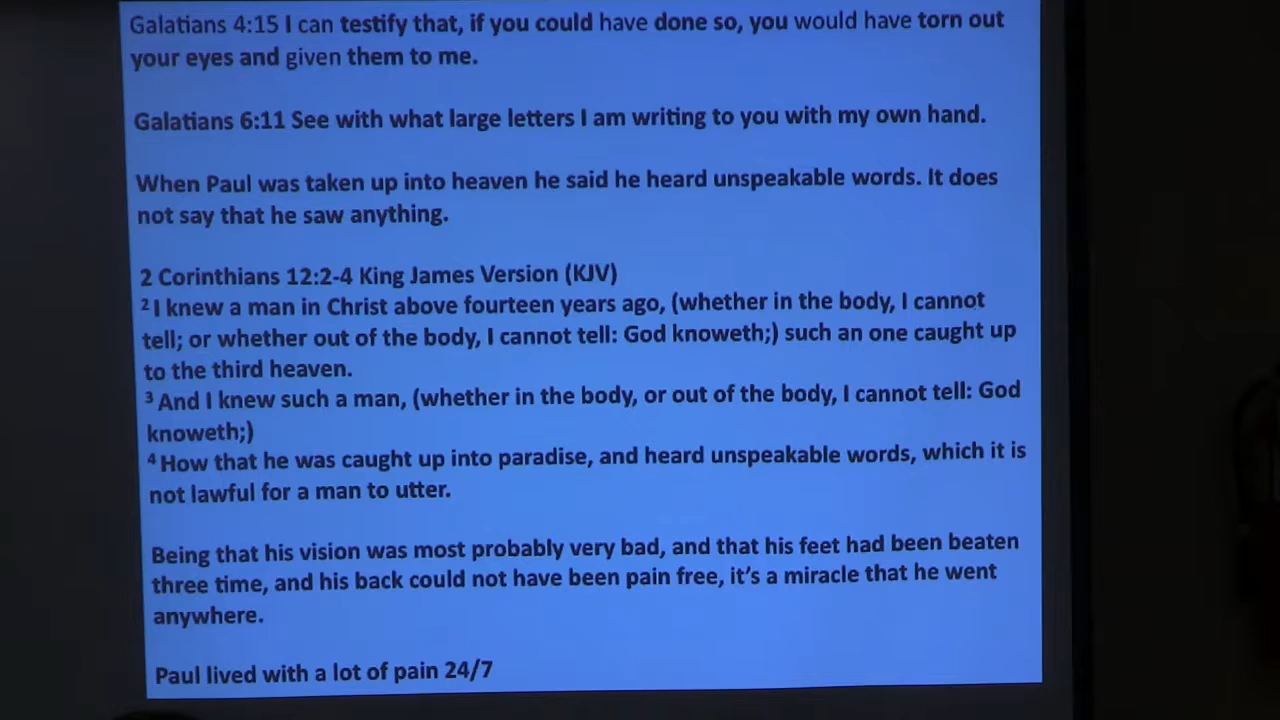 Galatians 4:15 I can testify that, if you could have done so, you would have torn out
your eyes and given them to me.
Galatians 6:11 See with what large letters I am writing to you with my own hand.
When Paul was taken up into heaven he said he heard unspeakable words. It does
not say that he saw anything.
2 Corinthians 12:2-4 King James Version (KJV)
2 I knew a man in Christ above fourteen years ago, (whether in the body, I cannot
tell; or whether out of the body, I cannot tell: God knoweth;) such an one caught up
to the third heaven.
3 And I knew such a man, (whether in the body, or out of the body, I cannot tell: God
knoweth;)
4 How that he was caught up into paradise, and heard unspeakable words, which it is
not lawful for a man to utter.
Being that his vision was most probably very bad, and that his feet had been beaten
three time, and his back could not have been pain free, it's a miracle that he went
anywhere.
Paul lived with a lot of pain 24/7